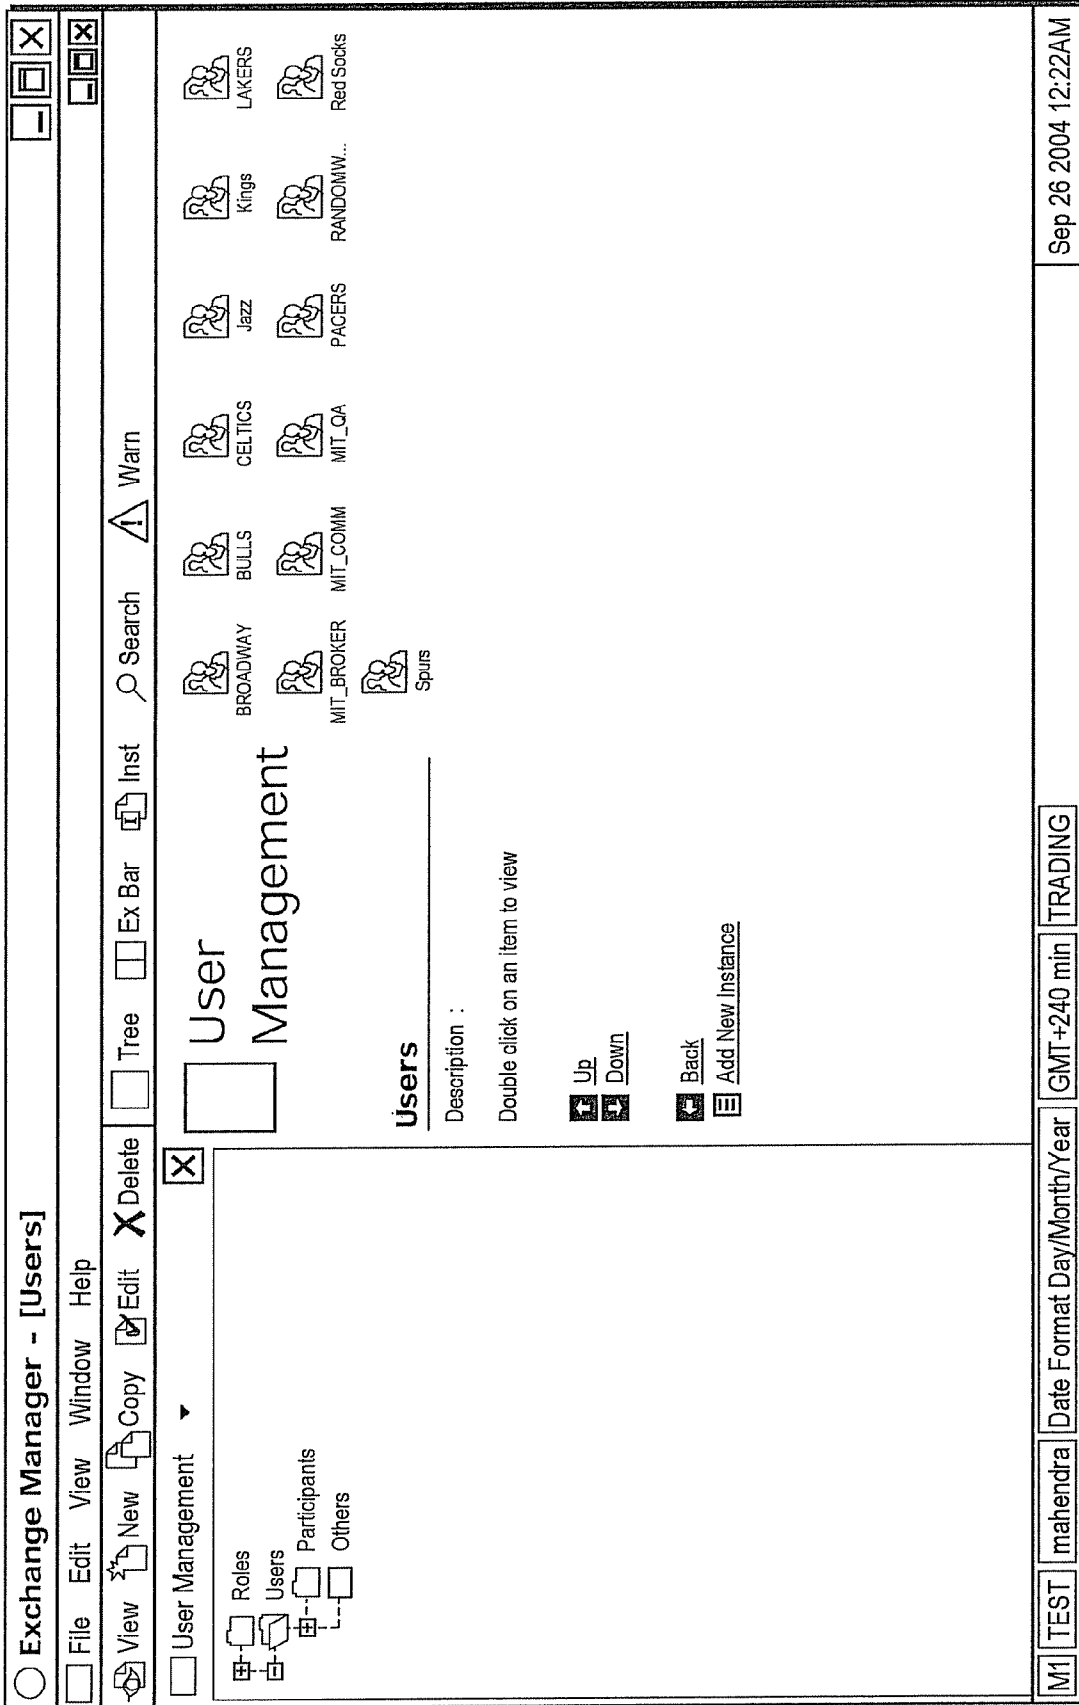 Exchange Manager - [Users]
File Edit View Window Help
View New Copy Edit Delete Tree Ex Bar Inst Search Warn
User Management
Roles
Users
Participants
Others
User
Management
Users
Description :
Double click on an item to view
Up
Down
Back
Add New Instance
BROADWAY BULLS CELTICS Jazz Kings LAKERS
MIT_BROKER MIT_COMM MIT_QA PACERS RANDOMW... Red Socks
Spurs
M1 TEST mahendra Date Format Day/Month/Year GMT+240 min TRADING Sep 26 2004 12:22AM